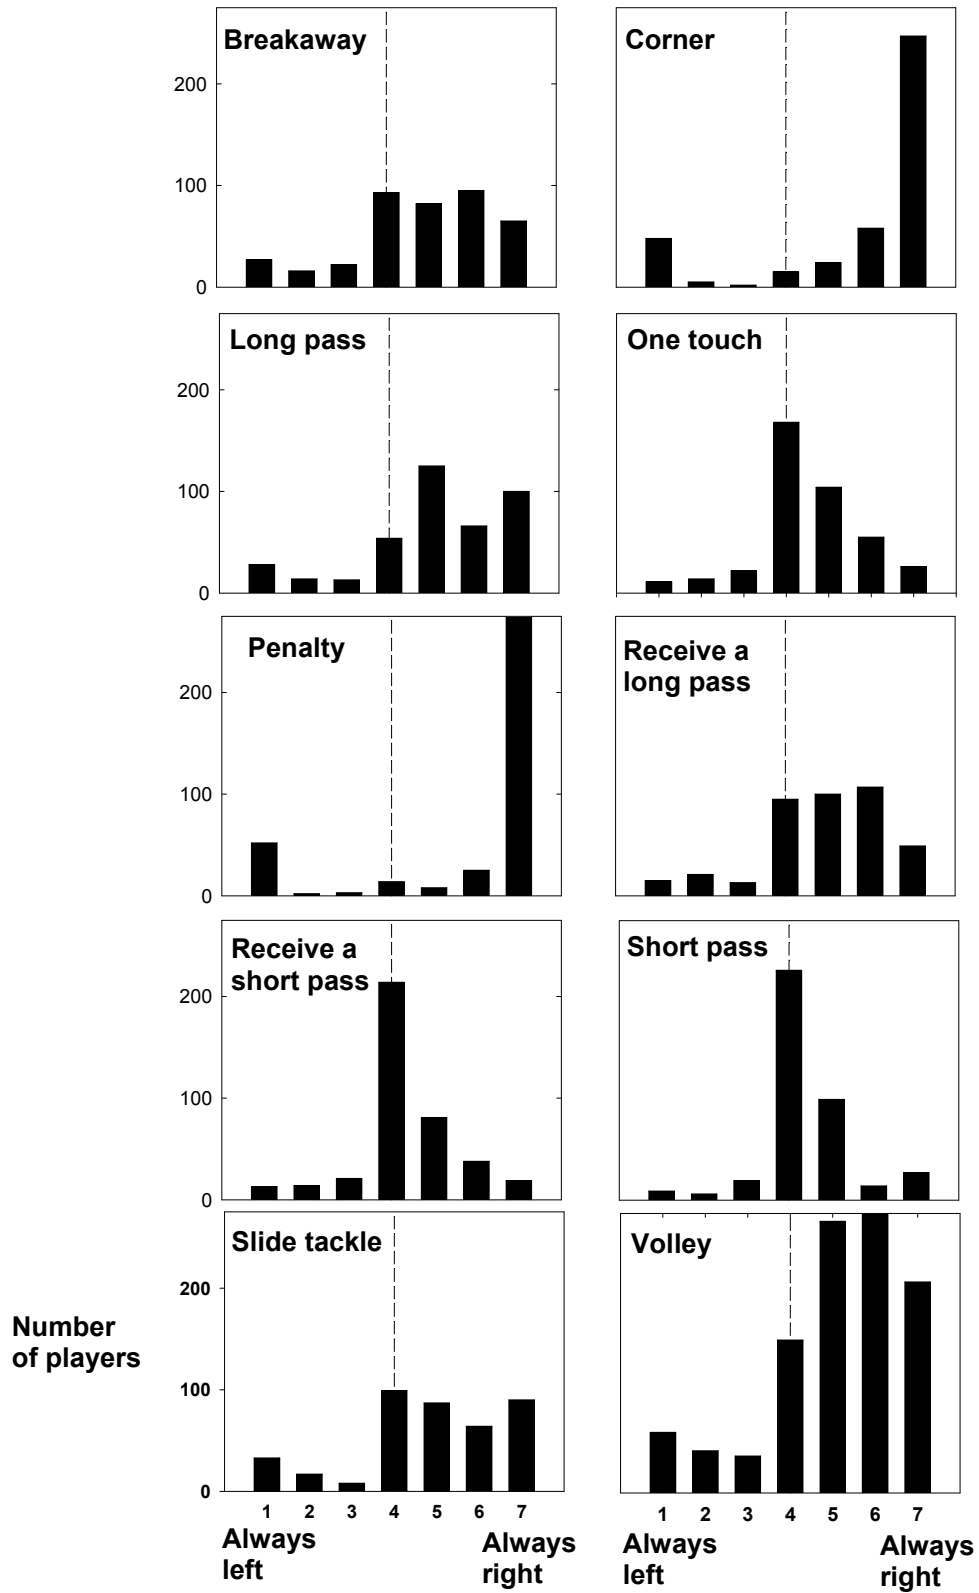 Breakaway
200
100
0
Corner
Long pass
200
100
0
One touch
Penalty
200
100
0
Receive a
long pass
Receive a
short pass
200
100
0
Short pass
Slide tackle
200
100
0
Volley
Number
of players
1 2 3 4 5 6 7
Always
left
Always
right
1 2 3 4 5 6 7
Always
left
Always
right